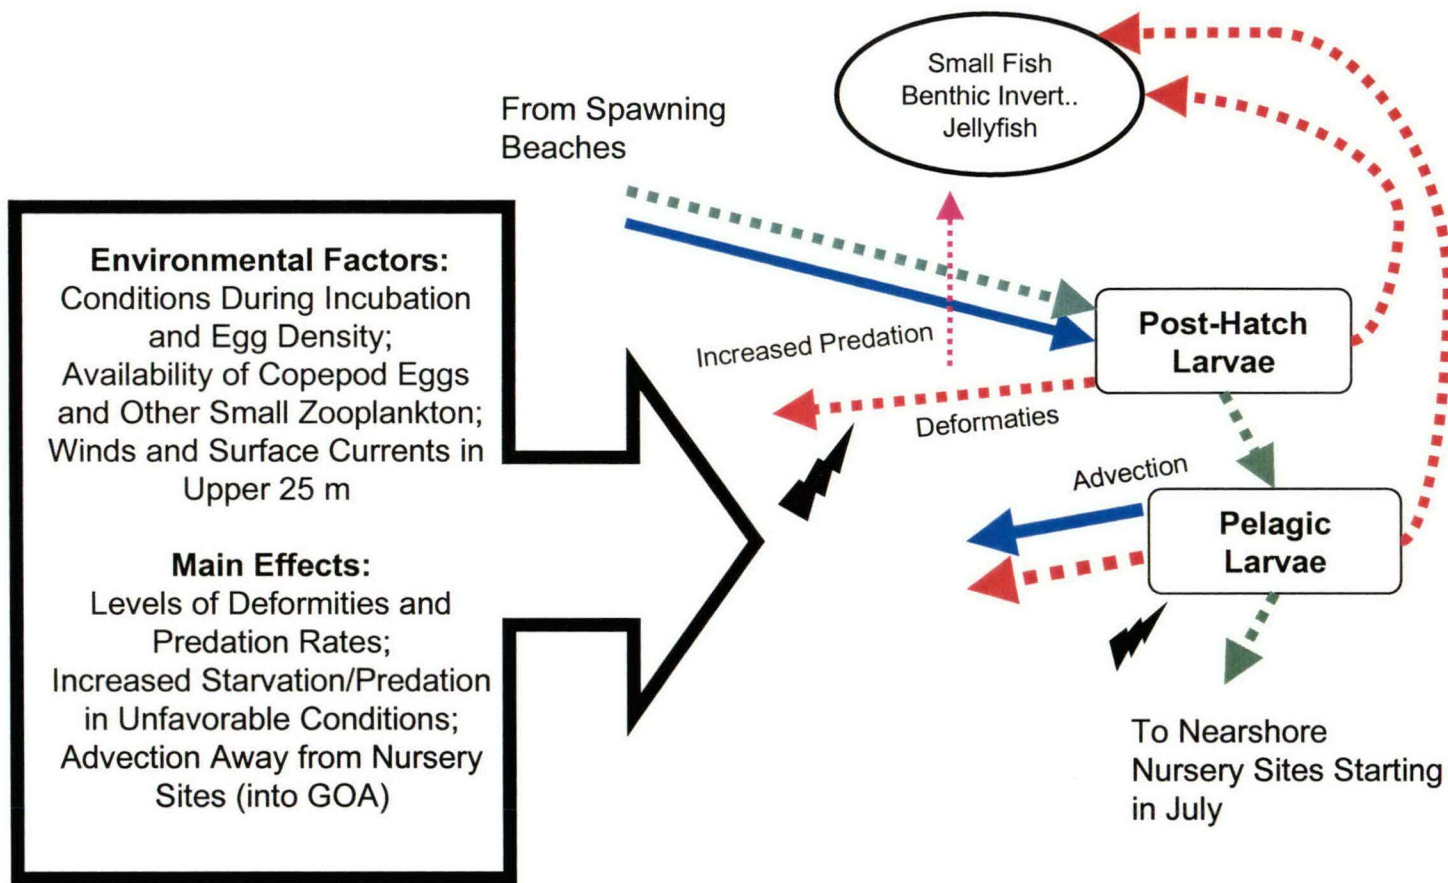 Small Fish
Benthic Invert..
Jellyfish
From Spawning
Beaches
Environmental Factors:
Conditions During Incubation
and Egg Density;
Availability of Copepod Eggs
and Other Small Zooplankton;
Winds and Surface Currents in
Upper 25 m
Main Effects:
Levels of Deformities and
Predation Rates;
Increased Starvation/Predation
in Unfavorable Conditions;
Advection Away from Nursery
Sites (into GOA)
Post-Hatch
Larvae
Increased Predation
Deformaties
Advection
Pelagic
Larvae
To Nearshore
Nursery Sites Starting
in July